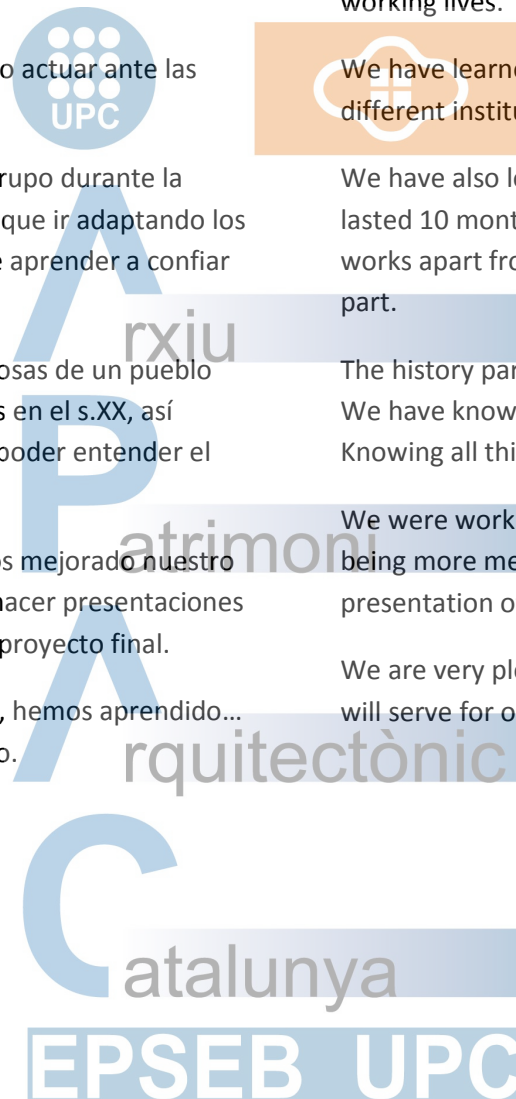 o actuar ante las
rupo durante la
que ir adaptando los
e aprender a confiar
osas de un pueblo
s en el s.XX, así
poder entender el
os mejorado nuestro
hacer presentaciones
proyecto final.
, hemos aprendido…
o.
working lives.
We have learne
different institu
We have also le
lasted 10 mont
works apart fro
part.
The history par
We have know
Knowing all thi
We were work
being more me
presentation o
We are very ple
will serve for o
UPC
Arxiu
Patrimoni
Arquitectònic
Catalunya
EPSEB UPC